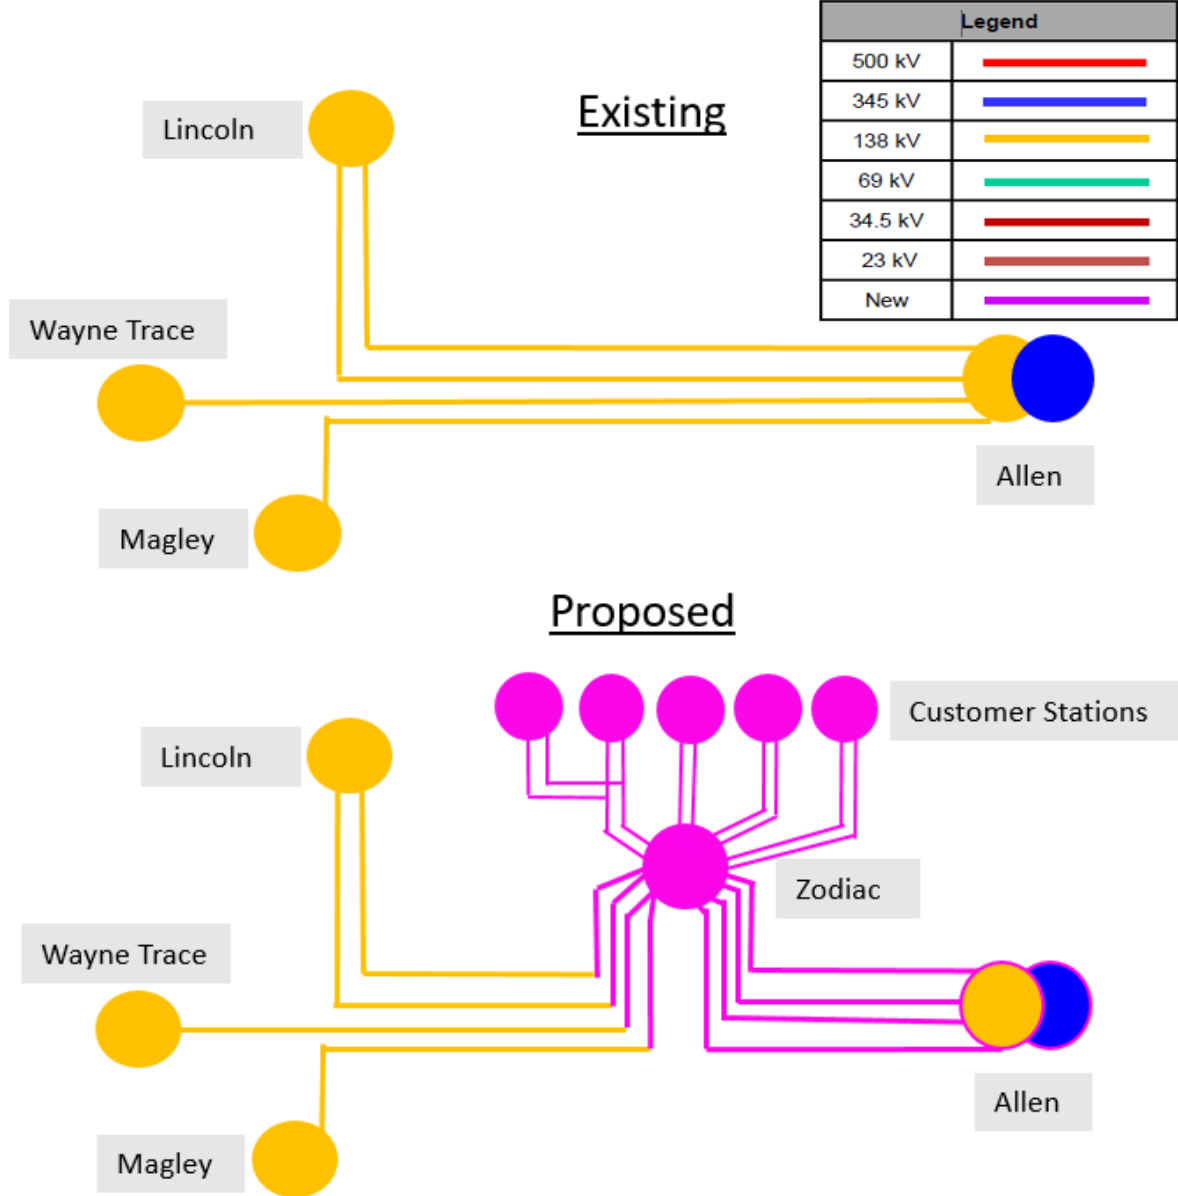 Legend
500 kV
345 kV
138 kV
69 kV
34.5 kV
23 kV
New
Existing
Lincoln
Wayne Trace
Allen
Magley
Proposed
Customer Stations
Lincoln
Zodiac
Wayne Trace
Allen
Magley